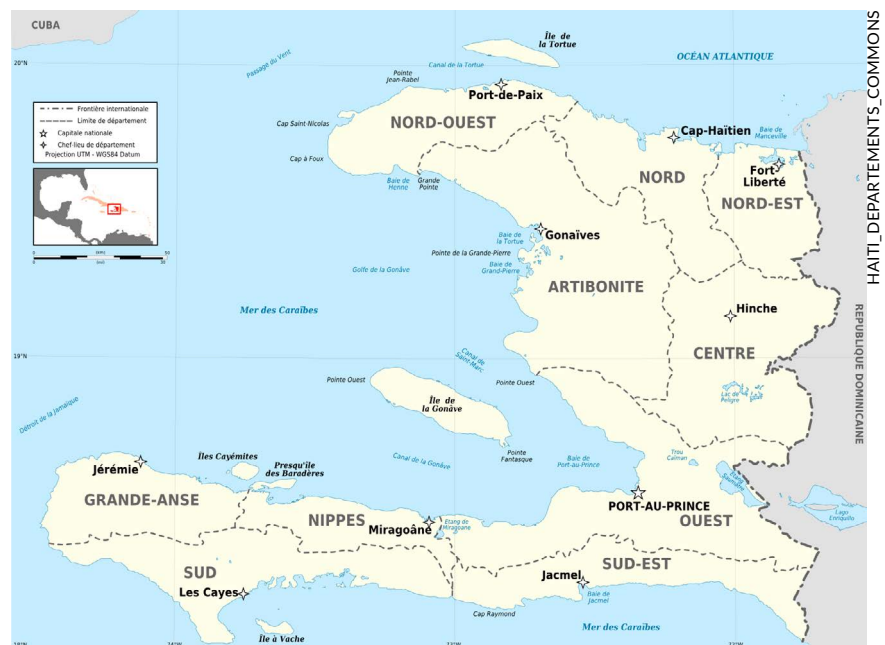 CUBA
Île de
la Tortue
OCÉAN ATLANTIQUE
HAITI_DEPARTEMENTS_COMMONS
20°N
Passage du Vent
Canal de la Tortue
Pointe
Jean-Rabel
Port-de-Paix
Frontière internationale
Limite de département
Capitale nationale
Chef-lieu de département
Projection UTM - WGS84 Datum
Cap Saint-Nicolas
NORD-OUEST
Cap-Haïtien
Baie de
Manceville
Cap à Foux
Baie de
Henne
Grande
Pointe
NORD
Fort
Liberté
NORD-EST
Baie de
la Tortue
Gonaïves
Pointe de la Grande-Pierre
Baie de
Grand-Pierre
Golfe de la Gonâve
ARTIBONITE
Mer des Caraïbes
Hinche
REPUBLIQUE DOMINICAINE
19°N
Canal de
Saint-Marc
CENTRE
Pointe Ouest
Pointe Ouest
Île de
la Gonâve
Lac de
Péligre
Détroit de la Jamaïque
Pointe
Fantasque
Îles Cayémites
Canal de la Gonâve
Baie de
Port-au-Prince
Trou
Caïman
Jérémie
Presqu'île
des Baradères
Etang
Saumâtre
GRANDE-ANSE
NIPPES
Miragoâne
Etang de
Miragoane
PORT-AU-PRINCE
OUEST
Lago
Enriquillo
SUD
Les Cayes
Jacmel
SUD-EST
Baie de
Jacmel
Cap Raymond
Île à Vache
Mer des Caraïbes